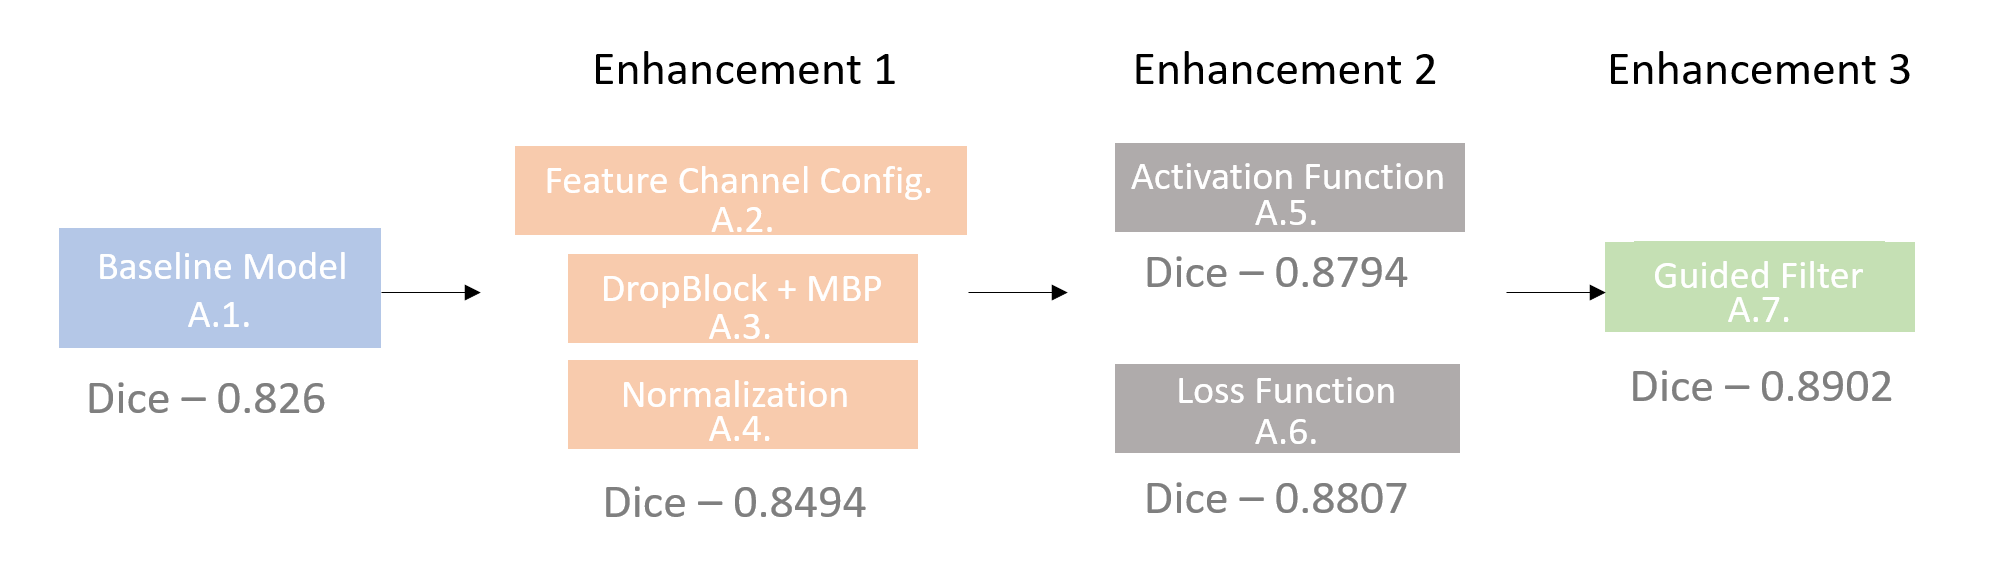 Enhancement 1
Enhancement 2
Enhancement 3
Baseline Model
A.1.
Dice – 0.826
Feature Channel Config.
A.2.
DropBlock + MBP
A.3.
Normalization
A.4.
Dice – 0.8494
Activation Function
A.5.
Dice – 0.8794
Loss Function
A.6.
Dice – 0.8807
Guided Filter
A.7.
Dice – 0.8902